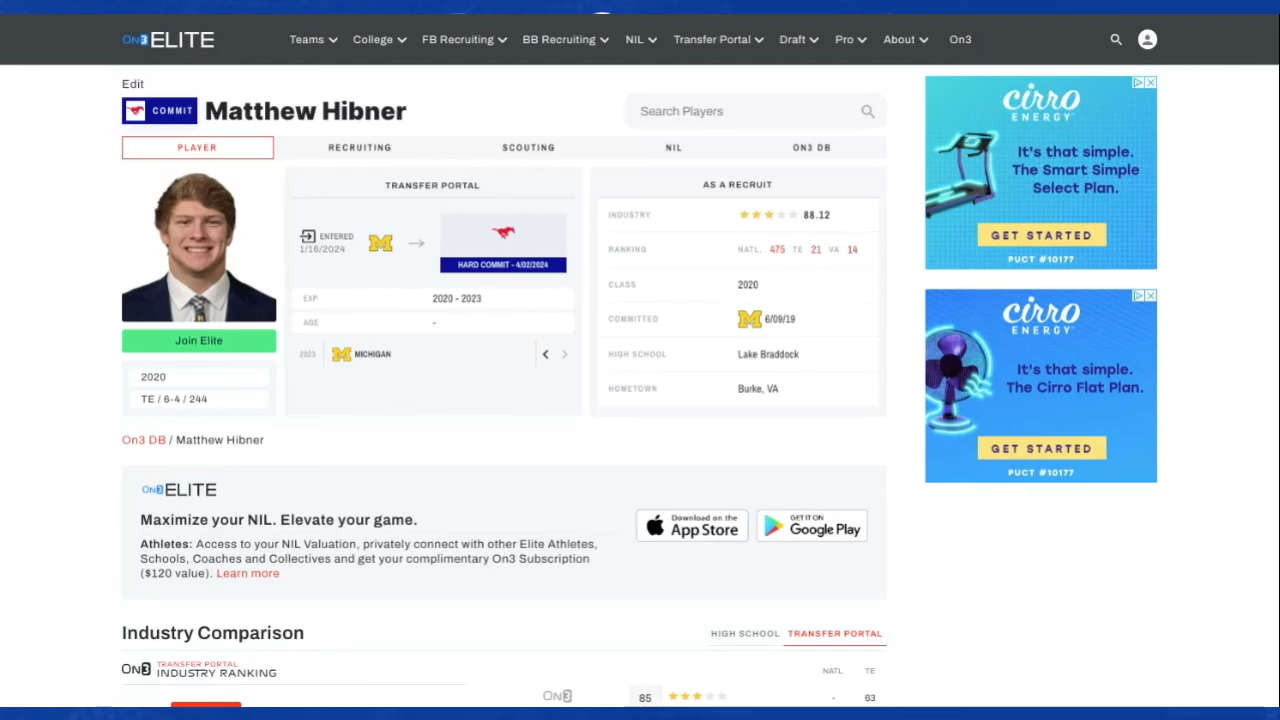 On3 ELITE
Teams College FB Recruiting BB Recruiting NIL Transfer Portal Draft Pro About On3
Edit
COMMIT Matthew Hibner
Search Players
PLAYER RECRUITING SCOUTING NIL ON3 DB
Join Elite
2020
TE / 6-4 / 244
TRANSFER PORTAL
ENTERED
1/16/2024
HARD COMMIT - 4/02/2024
EXP 2020 - 2023
AGE -
2023 MICHIGAN
AS A RECRUIT
INDUSTRY 88.12
RANKING NATL. 475 TE 21 VA 14
CLASS 2020
COMMITTED 6/09/19
HIGH SCHOOL Lake Braddock
HOMETOWN Burke, VA
cirro
ENERGY
It's that simple.
The Smart Simple
Select Plan.
GET STARTED
PUCT #10177
cirro
ENERGY
It's that simple.
The Cirro Flat Plan.
GET STARTED
PUCT #10177
On3 DB / Matthew Hibner
On3 ELITE
Maximize your NIL. Elevate your game.
Athletes: Access to your NIL Valuation, privately connect with other Elite Athletes,
Schools, Coaches and Collectives and get your complimentary On3 Subscription
($120 value). Learn more
Download on the
App Store
GET IT ON
Google Play
Industry Comparison
HIGH SCHOOL TRANSFER PORTAL
On3 TRANSFER PORTAL
INDUSTRY RANKING
NATL TE
On3 85 - 63